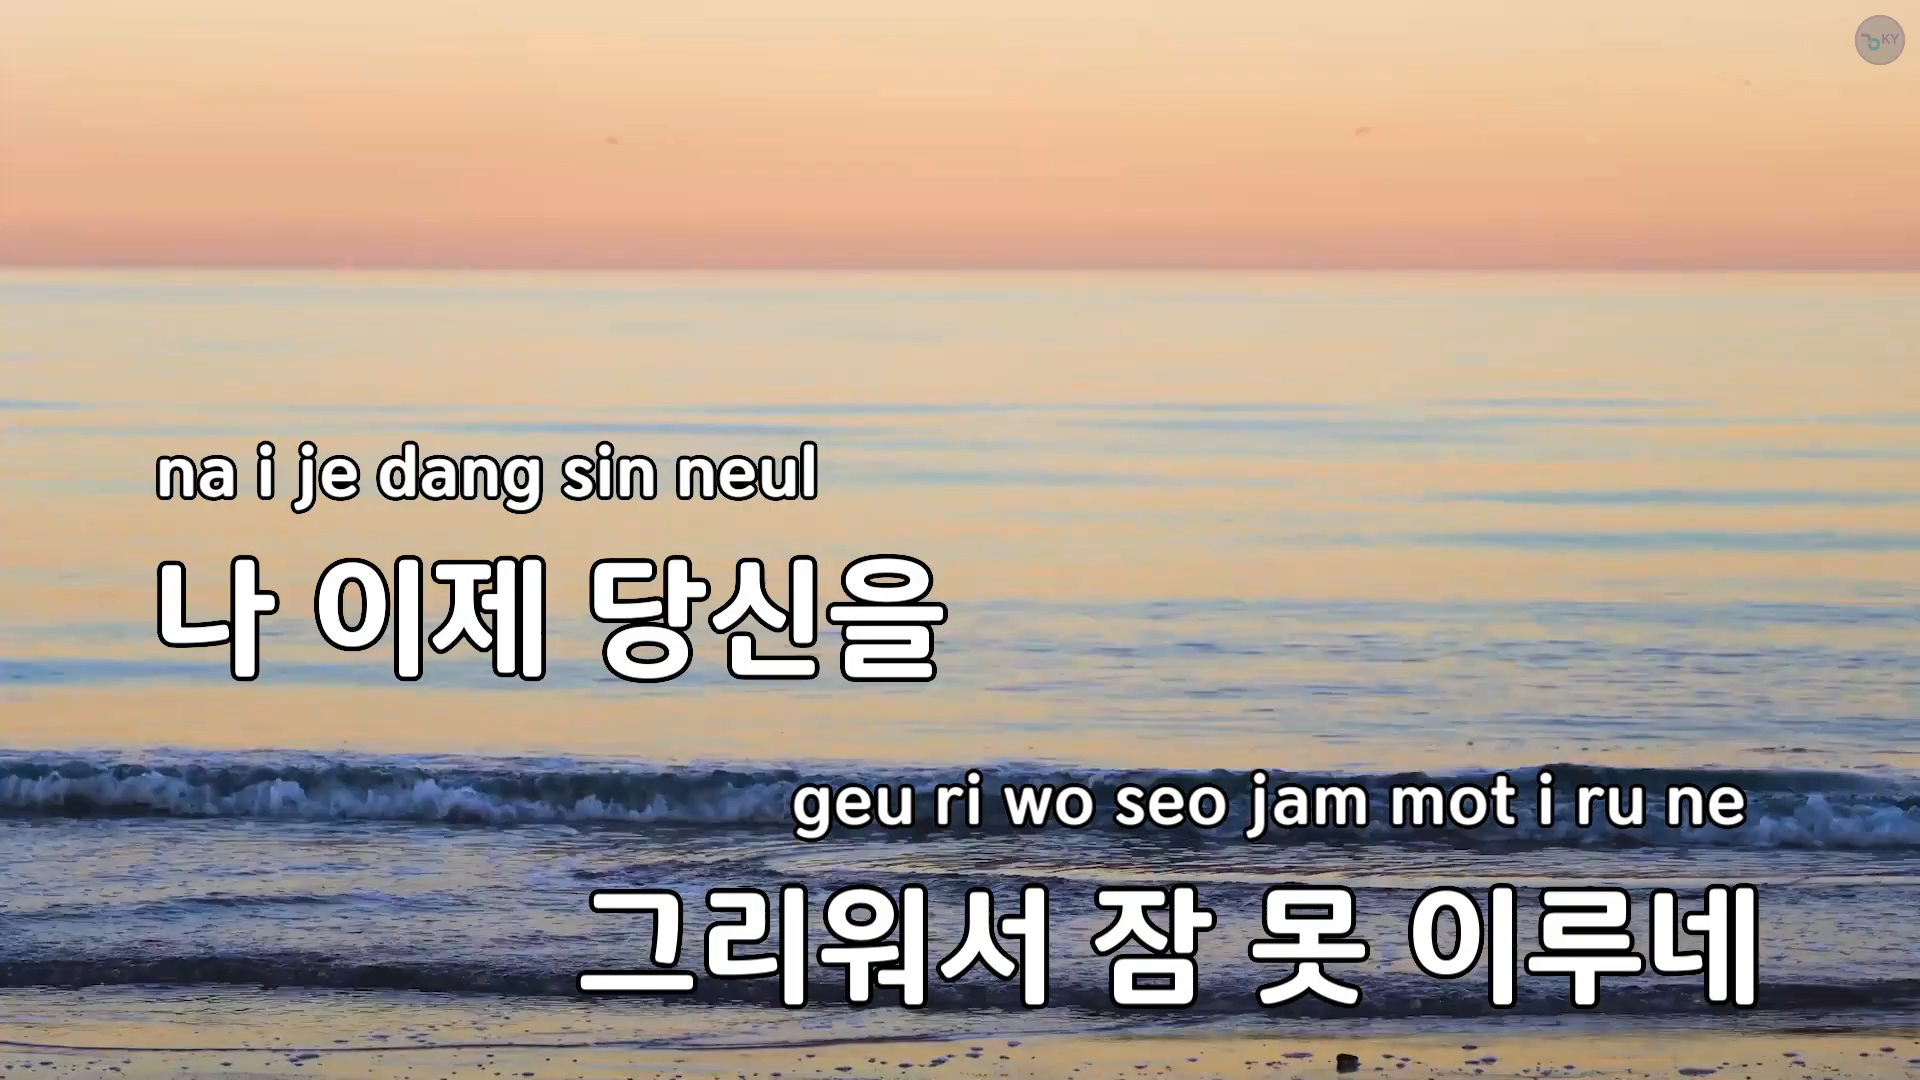 KY
na i je dang sin neul
나 이제 당신을
geu ri wo seo jam mot i ru ne
그리워서 잠 못 이루네